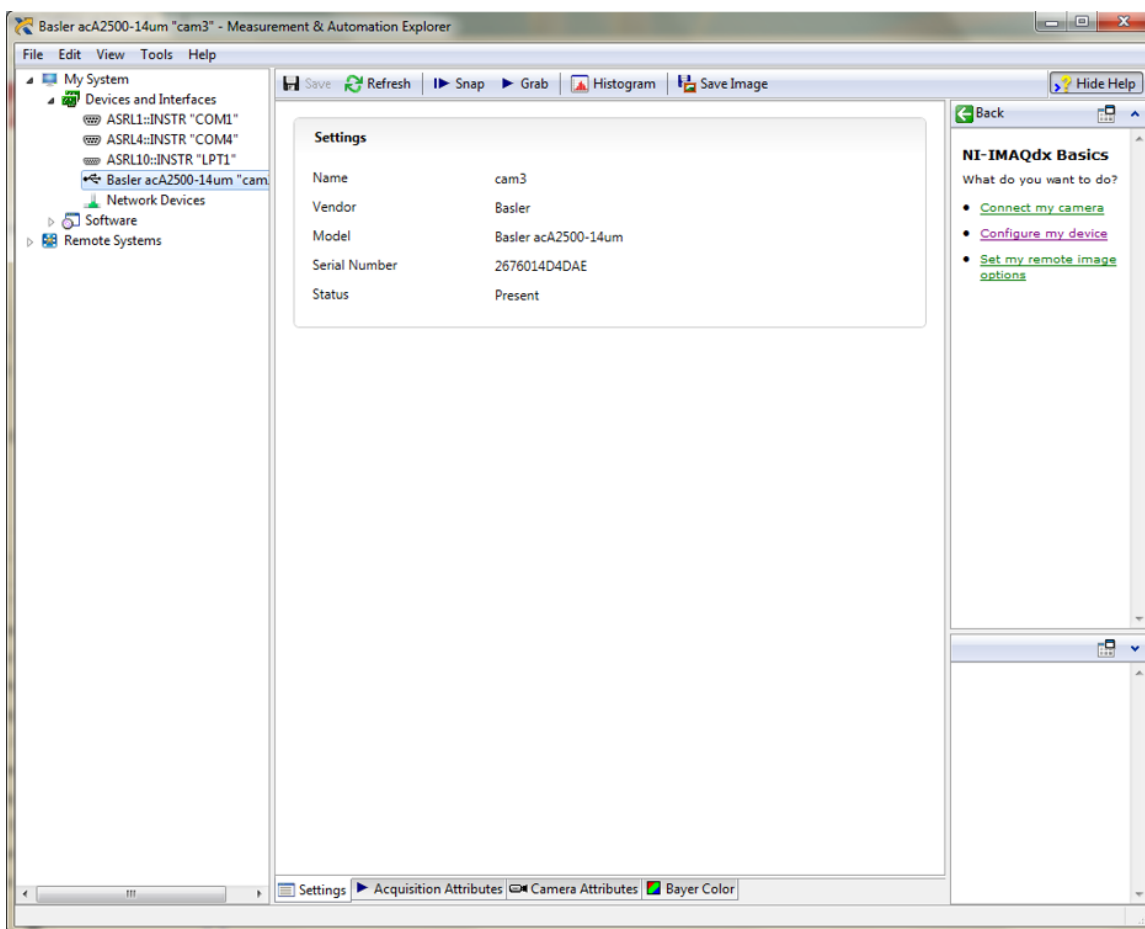 Basler acA2500-14um "cam3" - Measurement & Automation Explorer
File Edit View Tools Help
My System
Devices and Interfaces
ASRL1::INSTR "COM1"
ASRL4::INSTR "COM4"
ASRL10::INSTR "LPT1"
Basler acA2500-14um "cam
Network Devices
Software
Remote Systems
Save Refresh Snap Grab Histogram Save Image Hide Help
Settings
Name cam3
Vendor Basler
Model Basler acA2500-14um
Serial Number 2676014D4DAE
Status Present
Back
NI-IMAQdx Basics
What do you want to do?
Connect my camera
Configure my device
Set my remote image
options
Settings Acquisition Attributes Camera Attributes Bayer Color